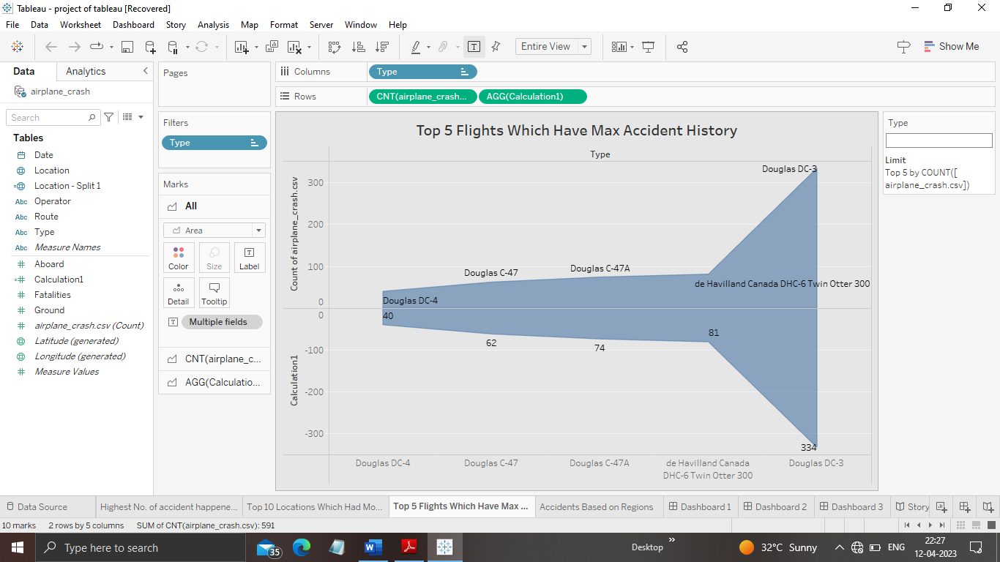 Tableau - project of tableau [Recovered]
File Data Worksheet Dashboard Story Analysis Map Format Server Window Help
Entire View
Show Me
Data Analytics
airplane_crash
Search
Tables
Date
Location
Location - Split 1
Abc Operator
Abc Route
Abc Type
Abc Measure Names
Aboard
Calculation1
Fatalities
Ground
airplane_crash.csv (Count)
Latitude (generated)
Longitude (generated)
Measure Values
Pages
Filters
Type
Marks
All
Area
Color Size Label
Detail Tooltip
Multiple fields
CNT(airplane_c...
AGG(Calculatio...
Columns Type
Rows CNT(airplane_crash... AGG(Calculation1)
Top 5 Flights Which Have Max Accident History
Type
Count of airplane_crash.csv
300
200
100
0
Douglas DC-3
Douglas C-47A
Douglas C-47
de Havilland Canada DHC-6 Twin Otter 300
Douglas DC-4
Calculation1
0
-100
-200
-300
40
62
74
81
334
Douglas DC-4 Douglas C-47 Douglas C-47A de Havilland Canada Douglas DC-3
DHC-6 Twin Otter 300
Type
Limit
Top 5 by COUNT([
airplane_crash.csv])
Data Source Highest No. of accident happene... Top 10 Locations Which Had Mo... Top 5 Flights Which Have Max ... Accidents Based on Regions Dashboard 1 Dashboard 2 Dashboard 3 Story
10 marks 2 rows by 5 columns SUM of CNT(airplane_crash.csv): 591
Type here to search
35
Desktop
»
32°C Sunny
ENG
22:27
12-04-2023